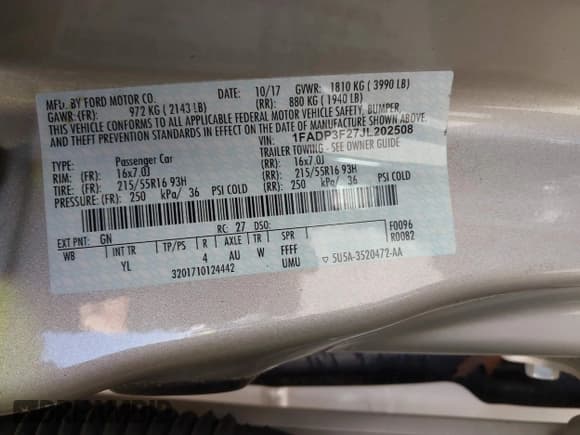 MFD. BY FORD MOTOR CO. DATE: 10/17 GVWR: 1810 KG ( 3990 LB)
GAWR:(FR): 972 KG ( 2143 LB) (RR): 880 KG ( 1940 LB)
THIS VEHICLE CONFORMS TO ALL APPLICABLE FEDERAL MOTOR VEHICLE SAFETY, BUMPER,
AND THEFT PREVENTION STANDARDS IN EFFECT ON THE DATE OF MANUFACTURE SHOWN ABOVE.
VIN: 1FADP3F27JL202508
TYPE: Passenger Car TRAILER TOWING - SEE OWNER GUIDE
RIM: (FR): 16x7.0J (RR): 16x7.0J
TIRE: (FR): 215/55R16 93H (RR): 215/55R16 93H
PRESSURE: (FR): 250 kPa/ 36 PSI COLD (RR): 250 kPa/ 36 PSI COLD
EXT PNT: GN RC: 27 DSO: F0096
WB INT TR TP/PS R AXLE TR SPR R0082
YL 4 AU W FFFF
3201710124442 UMU ▽ 5U5A-3520472-AA